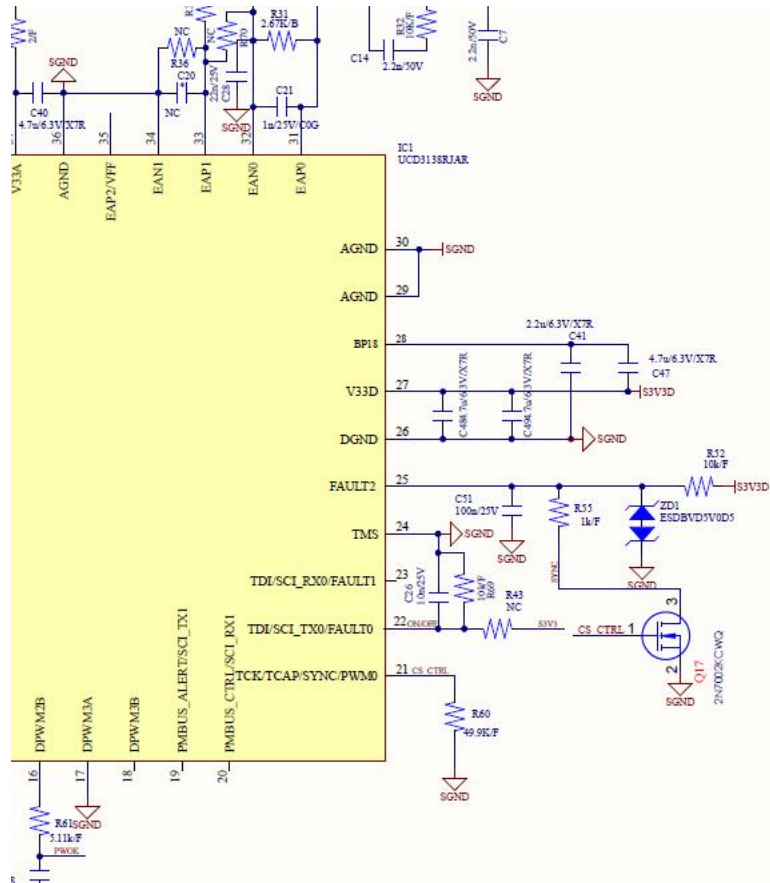 2/F
NC
R36
C20
NC
R70
22n/25V
C28
SGND
R31
2.67K/B
C21
1n/25V/C0G
C14
2.2n/50V
R32
10K/F
2.2n/50V
C7
SGND
SGND
C40
4.7u/6.3V/X7R
NC
36
35
34
33
32
31
V33A
AGND
EAP2/VFF
EAN1
EAP1
EAN0
EAP0
IC1
UCD3138RJAR
AGND
30
SGND
AGND
29
BP18
28
2.2u/6.3V/X7R
C41
4.7u/6.3V/X7R
C47
V33D
27
S3V3D
C48
4.7u/6.3V/X7R
C49
4.7u/6.3V/X7R
DGND
26
SGND
FAULT2
25
R52
10k/F
S3V3D
C51
100n/25V
SGND
R55
1k/F
SYNC
ZD1
ESDBVD5V0D5
SGND
TMS
24
SGND
TDI/SCI_RX0/FAULT1
23
C26
10n/25V
10k/F
R69
TDI/SCI_TX0/FAULT0
22
ON/OFF
R43
NC
S3V3
CS_CTRL
1
3
2
Q17
2N7002KCWQ
SGND
TCK/TCAP/SYNC/PWM0
21
CS_CTRL
R60
49.9K/F
SGND
DPWM2B
DPWM3A
DPWM3B
PMBUS_ALERT/SCI_TX1
PMBUS_CTRL/SCI_RX1
16
17
18
19
20
R61
5.11k/F
SGND
PWOK